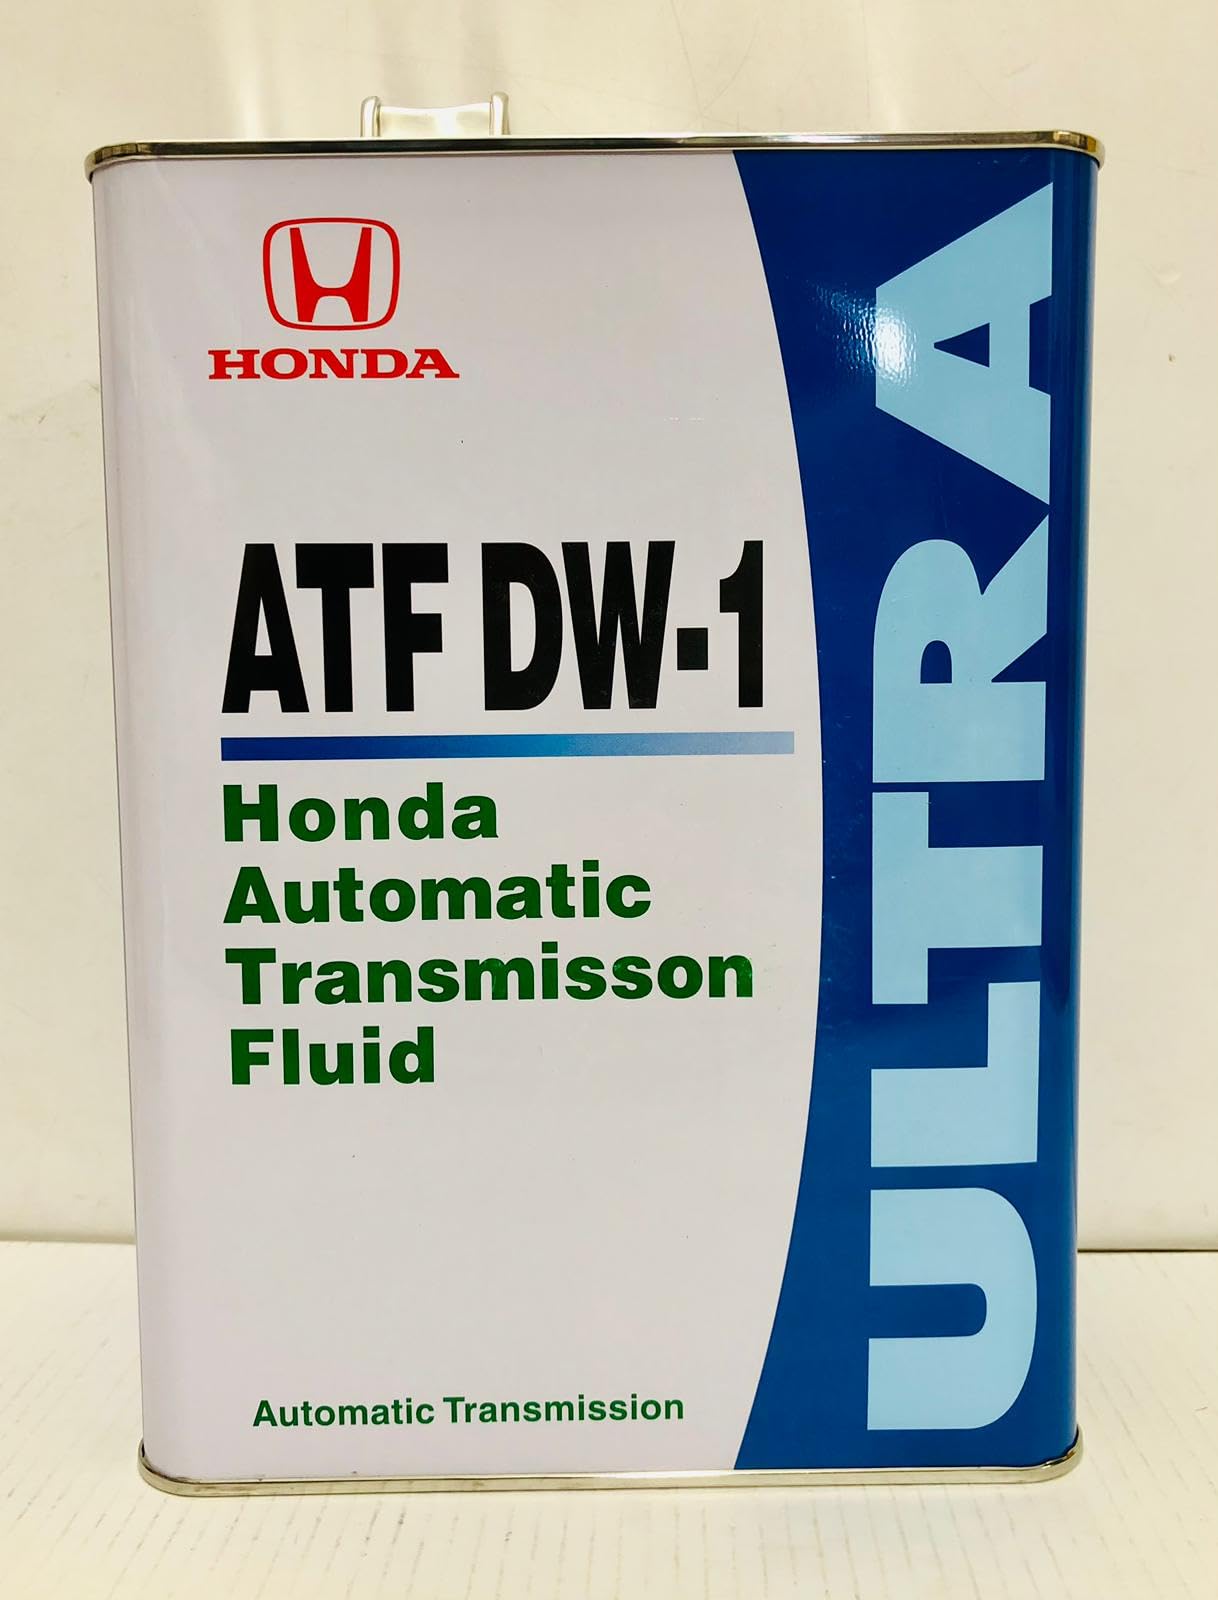 HONDA
ATF DW-1
Honda
Automatic
Transmisson
Fluid
Automatic Transmission
ULTRA